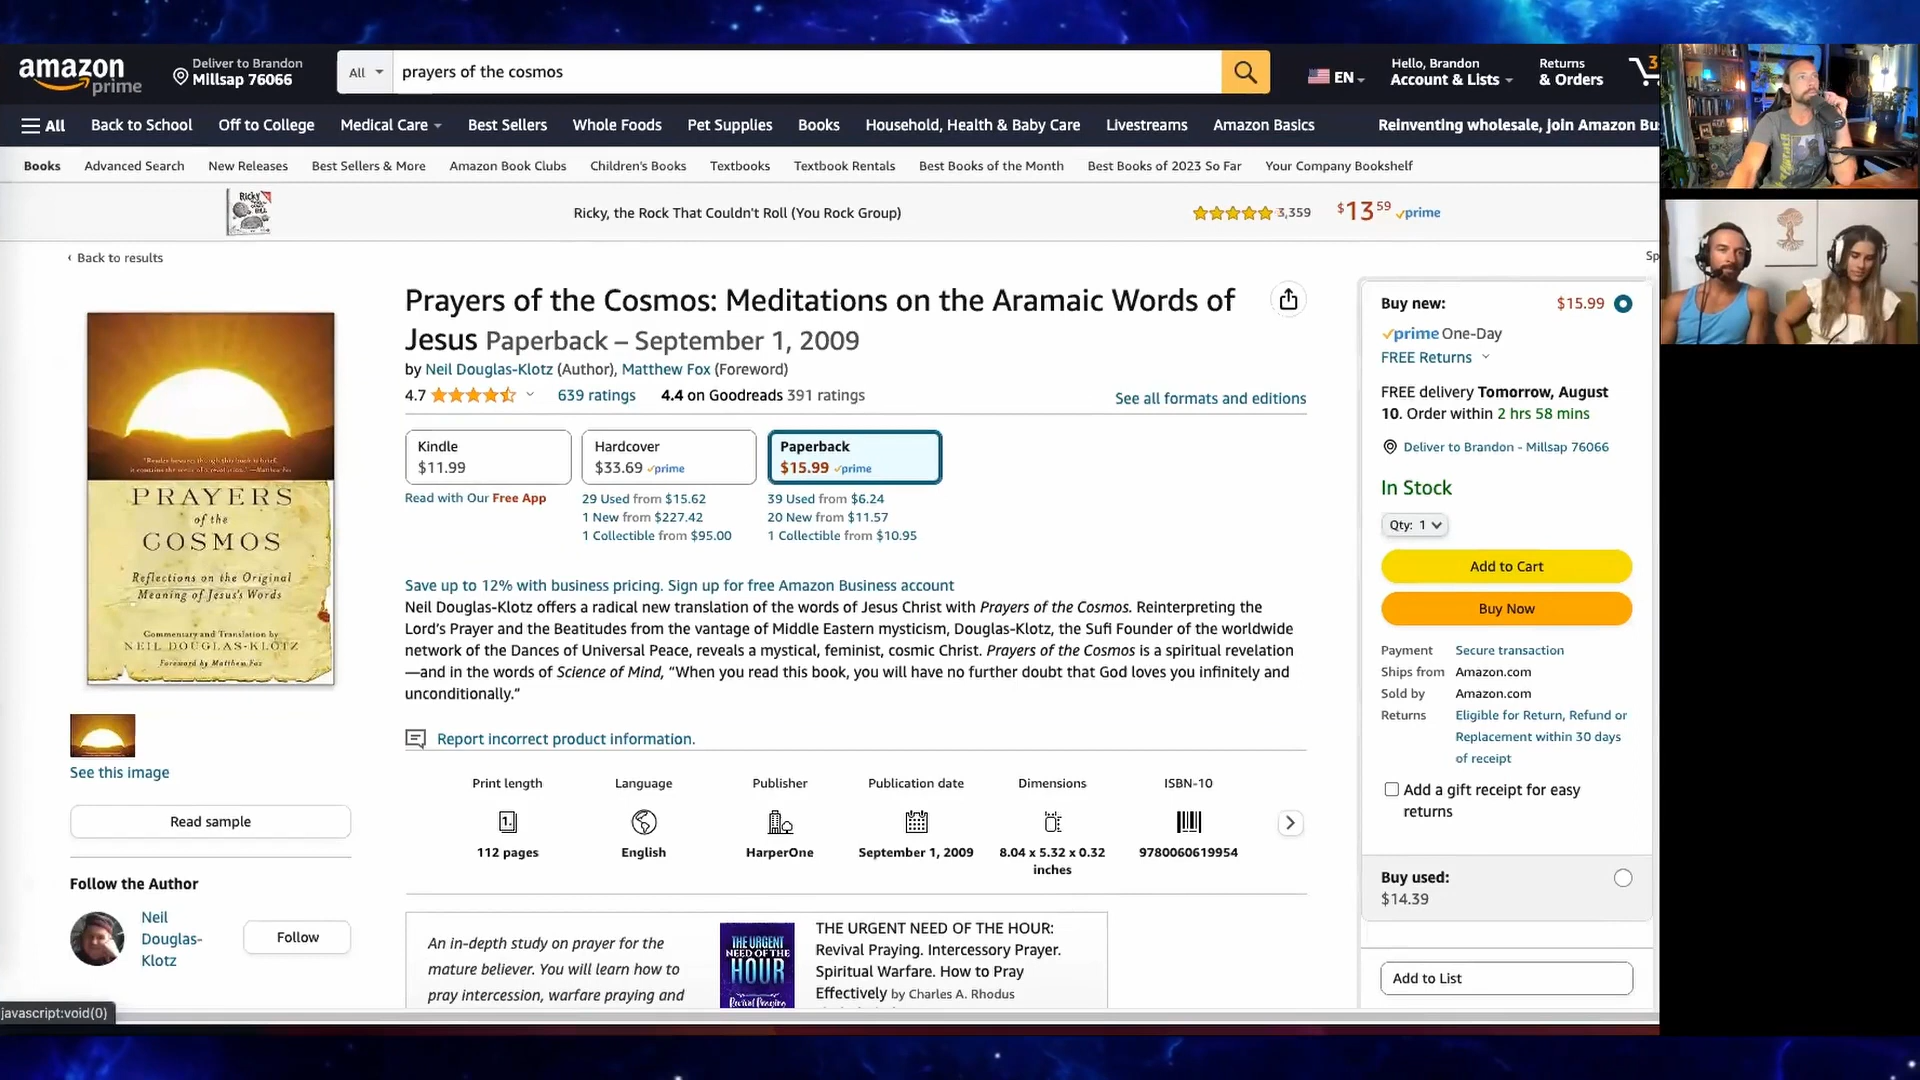 amazon
prime
Deliver to Brandon
Millsap 76066
All
prayers of the cosmos
EN
Hello, Brandon
Account & Lists
Returns
& Orders
3
All
Back to School
Off to College
Medical Care
Best Sellers
Whole Foods
Pet Supplies
Books
Household, Health & Baby Care
Livestreams
Amazon Basics
Reinventing wholesale, join Amazon Bu
Books
Advanced Search
New Releases
Best Sellers & More
Amazon Book Clubs
Children's Books
Textbooks
Textbook Rentals
Best Books of the Month
Best Books of 2023 So Far
Your Company Bookshelf
Ricky, the Rock That Couldn't Roll (You Rock Group)
3,359
$13 59 prime
‹ Back to results
Sp
Prayers of the Cosmos: Meditations on the Aramaic Words of
Jesus Paperback – September 1, 2009
by Neil Douglas-Klotz (Author), Matthew Fox (Foreword)
4.7
639 ratings
4.4 on Goodreads 391 ratings
See all formats and editions
Kindle
$11.99
Read with Our Free App
Hardcover
$33.69 prime
29 Used from $15.62
1 New from $227.42
1 Collectible from $95.00
Paperback
$15.99 prime
39 Used from $6.24
20 New from $11.57
1 Collectible from $10.95
PRAYERS
of the
COSMOS
Reflections on the Original
Meaning of Jesus's Words
Commentary and Translation by
NEIL DOUGLAS-KLOTZ
Foreword by Matthew Fox
See this image
Read sample
Follow the Author
Neil
Douglas-
Klotz
Follow
Save up to 12% with business pricing. Sign up for free Amazon Business account
Neil Douglas-Klotz offers a radical new translation of the words of Jesus Christ with Prayers of the Cosmos. Reinterpreting the
Lord's Prayer and the Beatitudes from the vantage of Middle Eastern mysticism, Douglas-Klotz, the Sufi Founder of the worldwide
network of the Dances of Universal Peace, reveals a mystical, feminist, cosmic Christ. Prayers of the Cosmos is a spiritual revelation
—and in the words of Science of Mind, “When you read this book, you will have no further doubt that God loves you infinitely and
unconditionally.”
Report incorrect product information.
Print length
112 pages
Language
English
Publisher
HarperOne
Publication date
September 1, 2009
Dimensions
8.04 x 5.32 x 0.32
inches
ISBN-10
9780060619954
An in-depth study on prayer for the
mature believer. You will learn how to
pray intercession, warfare praying and
THE URGENT
NEED OF THE
HOUR
Revival Praying
THE URGENT NEED OF THE HOUR:
Revival Praying. Intercessory Prayer.
Spiritual Warfare. How to Pray
Effectively by Charles A. Rhodus
Buy new:
$15.99
prime One-Day
FREE Returns
FREE delivery Tomorrow, August
10. Order within 2 hrs 58 mins
Deliver to Brandon - Millsap 76066
In Stock
Qty: 1
Add to Cart
Buy Now
Payment Secure transaction
Ships from Amazon.com
Sold by Amazon.com
Returns Eligible for Return, Refund or
Replacement within 30 days
of receipt
Add a gift receipt for easy
returns
Buy used:
$14.39
Add to List
javascript:void(0)